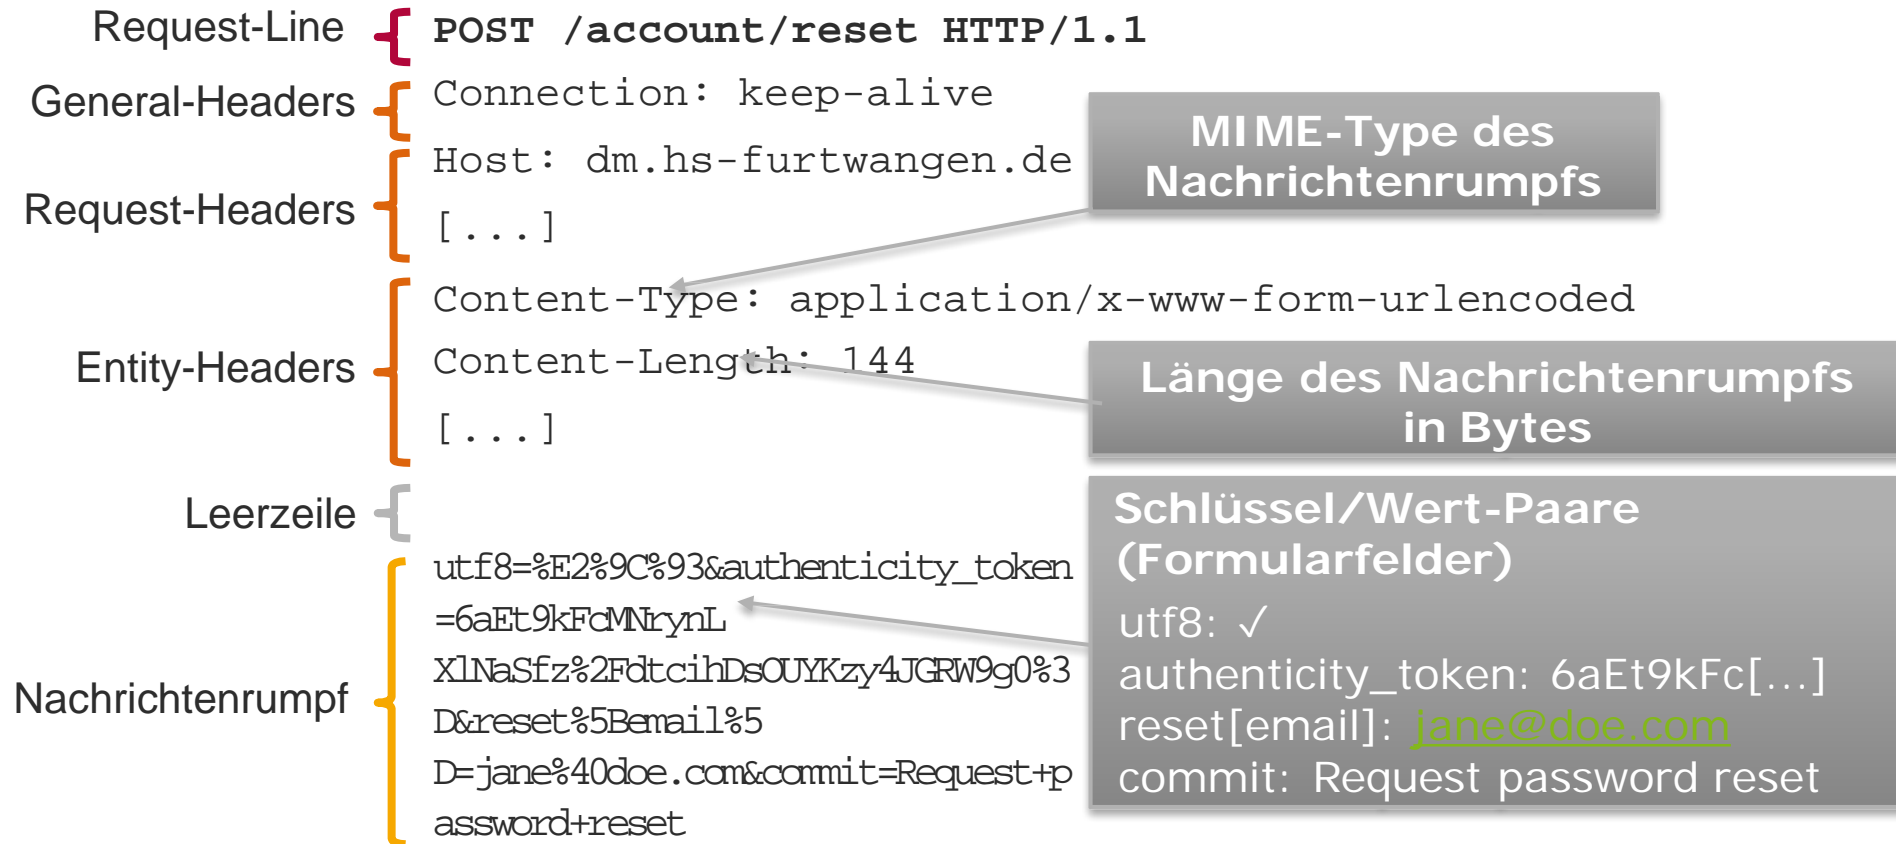 Request-Line
POST /account/reset HTTP/1.1
General-Headers
Connection: keep-alive
MIME-Type des
Nachrichtenrumpfs
Request-Headers
Host: dm.hs-furtwangen.de
[...]
Entity-Headers
Content-Type: application/x-www-form-urlencoded
Content-Length: 144
[...]
Länge des Nachrichtenrumpfs
in Bytes
Leerzeile
Nachrichtenrumpf
utf8=%E2%9C%93&authenticity_token
=6aEt9kFcMNrynL
XlNaSfz%2FdtcihDsOUYKzy4JGRW9g0%3
D&reset%5Bemail%5
D=jane%40doe.com&commit=Request+p
assword+reset
Schlüssel/Wert-Paare
(Formularfelder)
utf8: ✓
authenticity_token: 6aEt9kFc[...]
reset[email]: jane@doe.com
commit: Request password reset